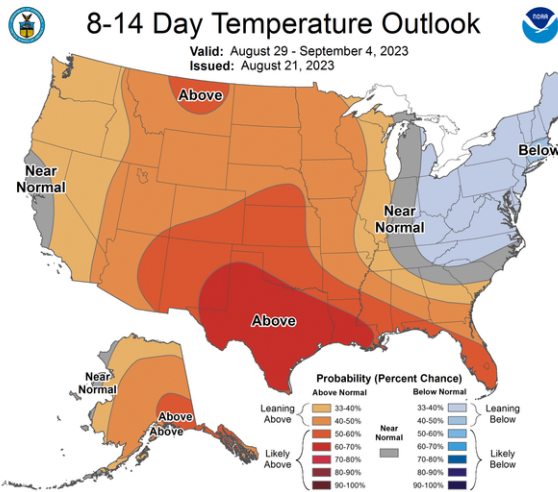 8-14 Day Temperature Outlook
NOAA
Valid: August 29 - September 4, 2023
Issued: August 21, 2023
Above
Below
Near
Normal
Near
Normal
Above
Near
Normal
Above
Above
Probability (Percent Chance)
Above Normal
Below Normal
Leaning
Above
33-40%
40-50%
Likely
Above
50-60%
60-70%
70-80%
80-90%
90-100%
Near
Normal
33-40%
40-50%
Leaning
Below
50-60%
60-70%
70-80%
80-90%
90-100%
Likely
Below